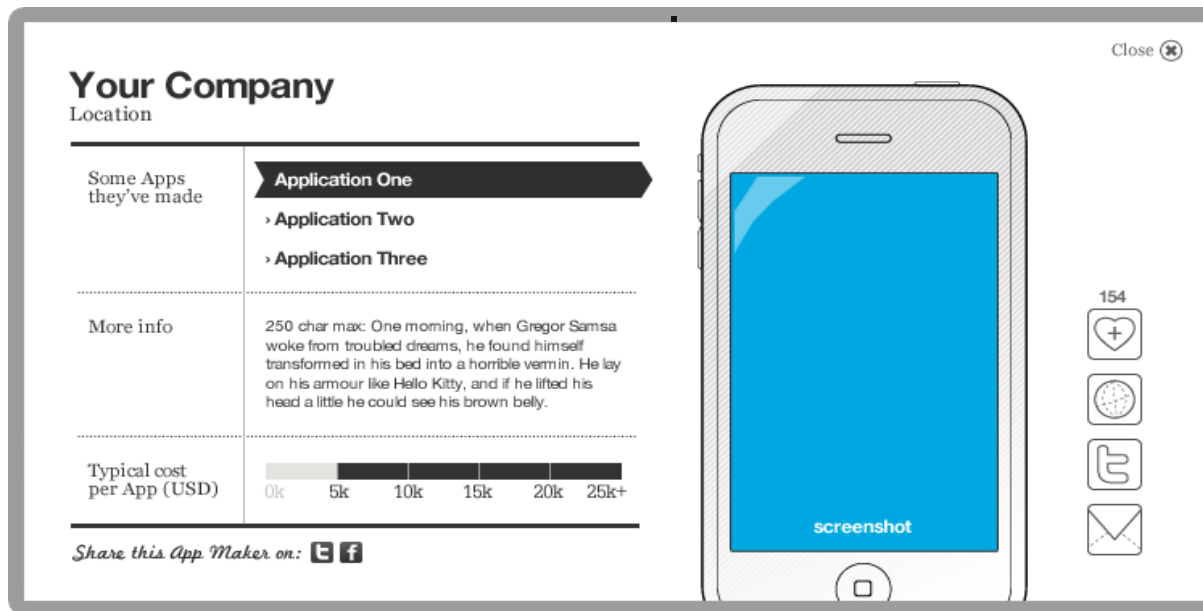 Close
Your Company
Location
Some Apps
they've made
Application One
› Application Two
› Application Three
More info
250 char max: One morning, when Gregor Samsa
woke from troubled dreams, he found himself
transformed in his bed into a horrible vermin. He lay
on his armour like Hello Kitty, and if he lifted his
head a little he could see his brown belly.
Typical cost
per App (USD)
0k 5k 10k 15k 20k 25k+
Share this App Maker on:
screenshot
154